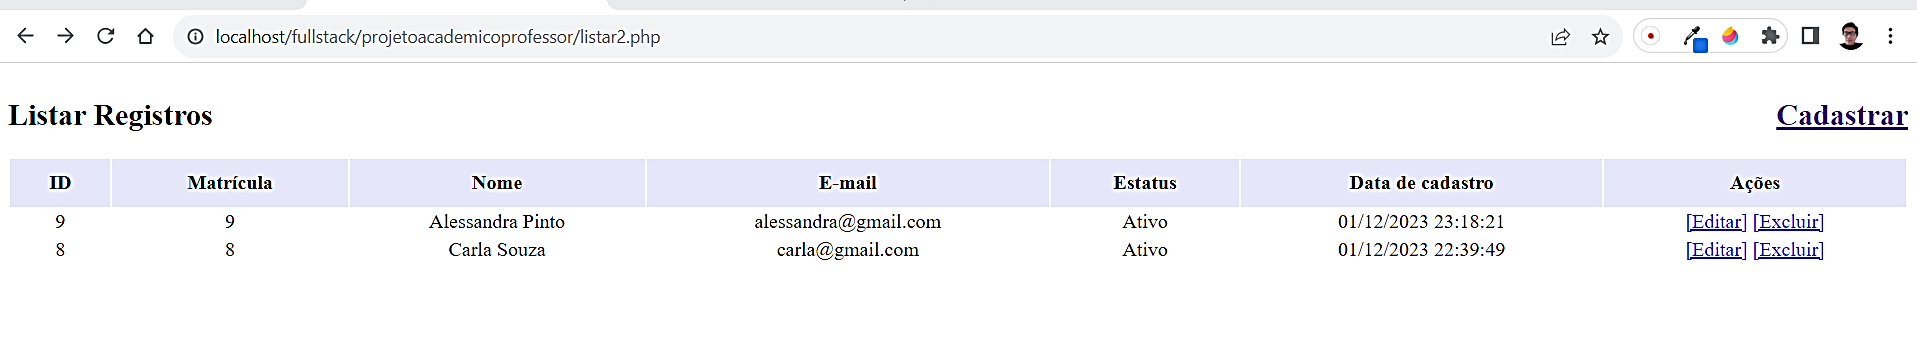 localhost/fullstack/projetoacademicoprofessor/listar2.php
Listar Registros Cadastrar
ID Matrícula Nome E-mail Estatus Data de cadastro Ações
9 9 Alessandra Pinto alessandra@gmail.com Ativo 01/12/2023 23:18:21 [Editar] [Excluir]
8 8 Carla Souza carla@gmail.com Ativo 01/12/2023 22:39:49 [Editar] [Excluir]